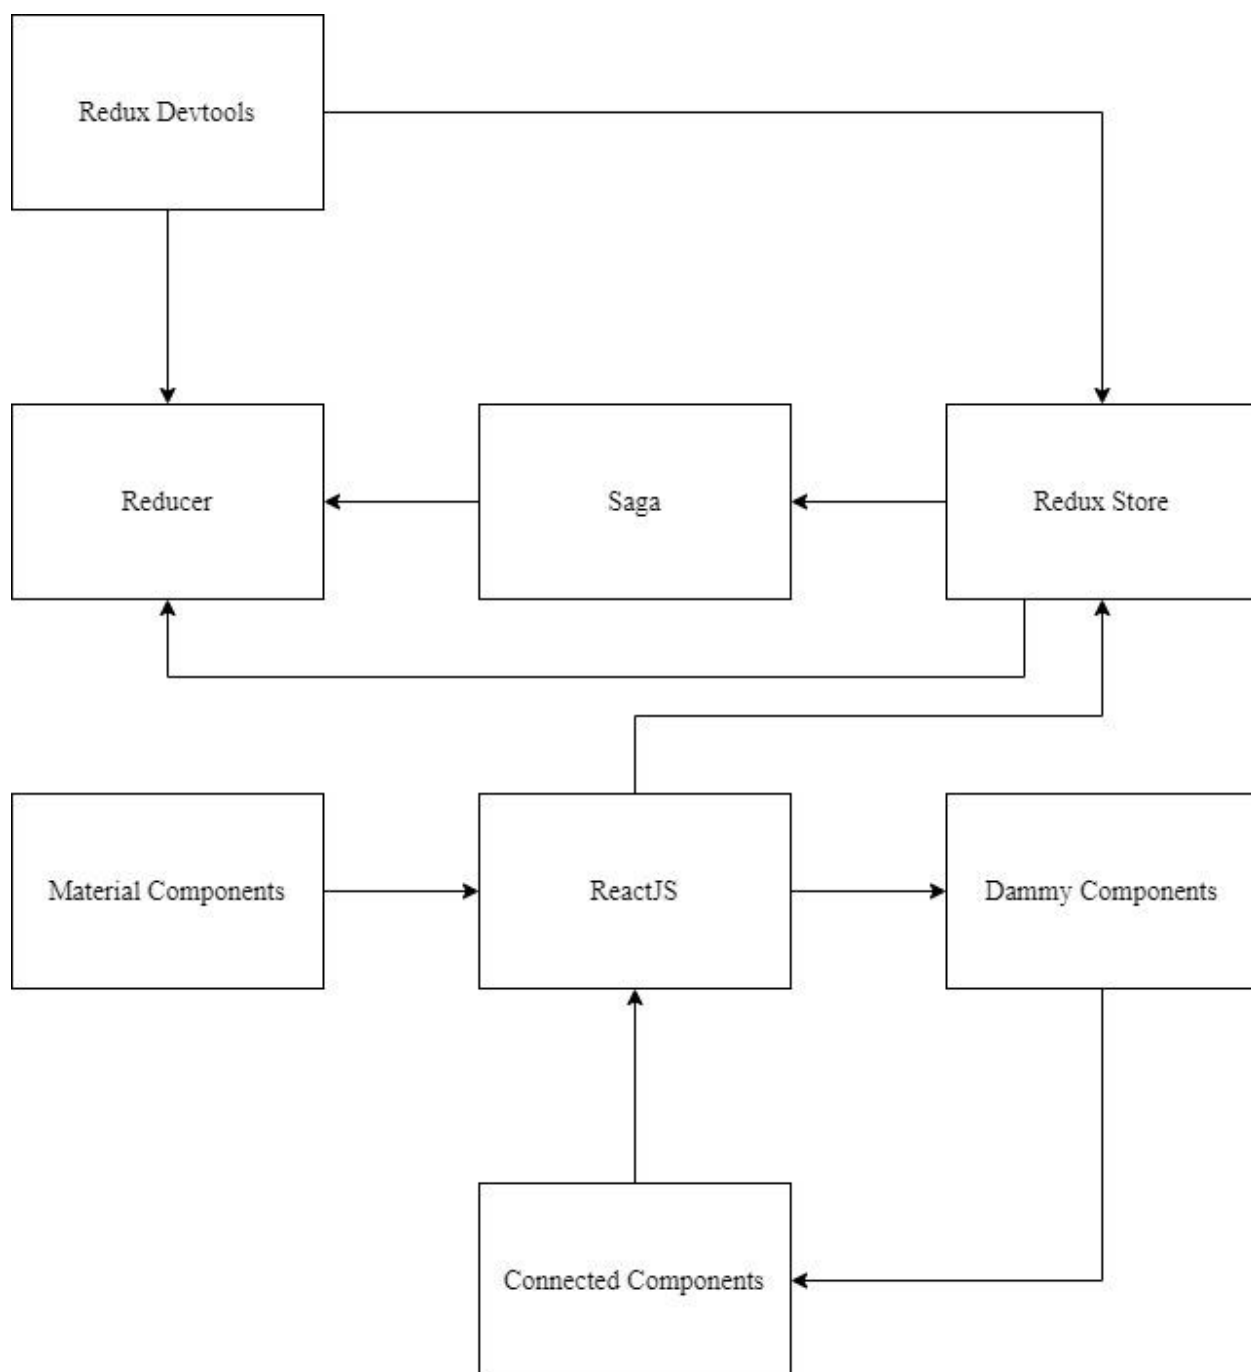 Redux Devtools
Reducer
Saga
Redux Store
Material Components
ReactJS
Dammy Components
Connected Components